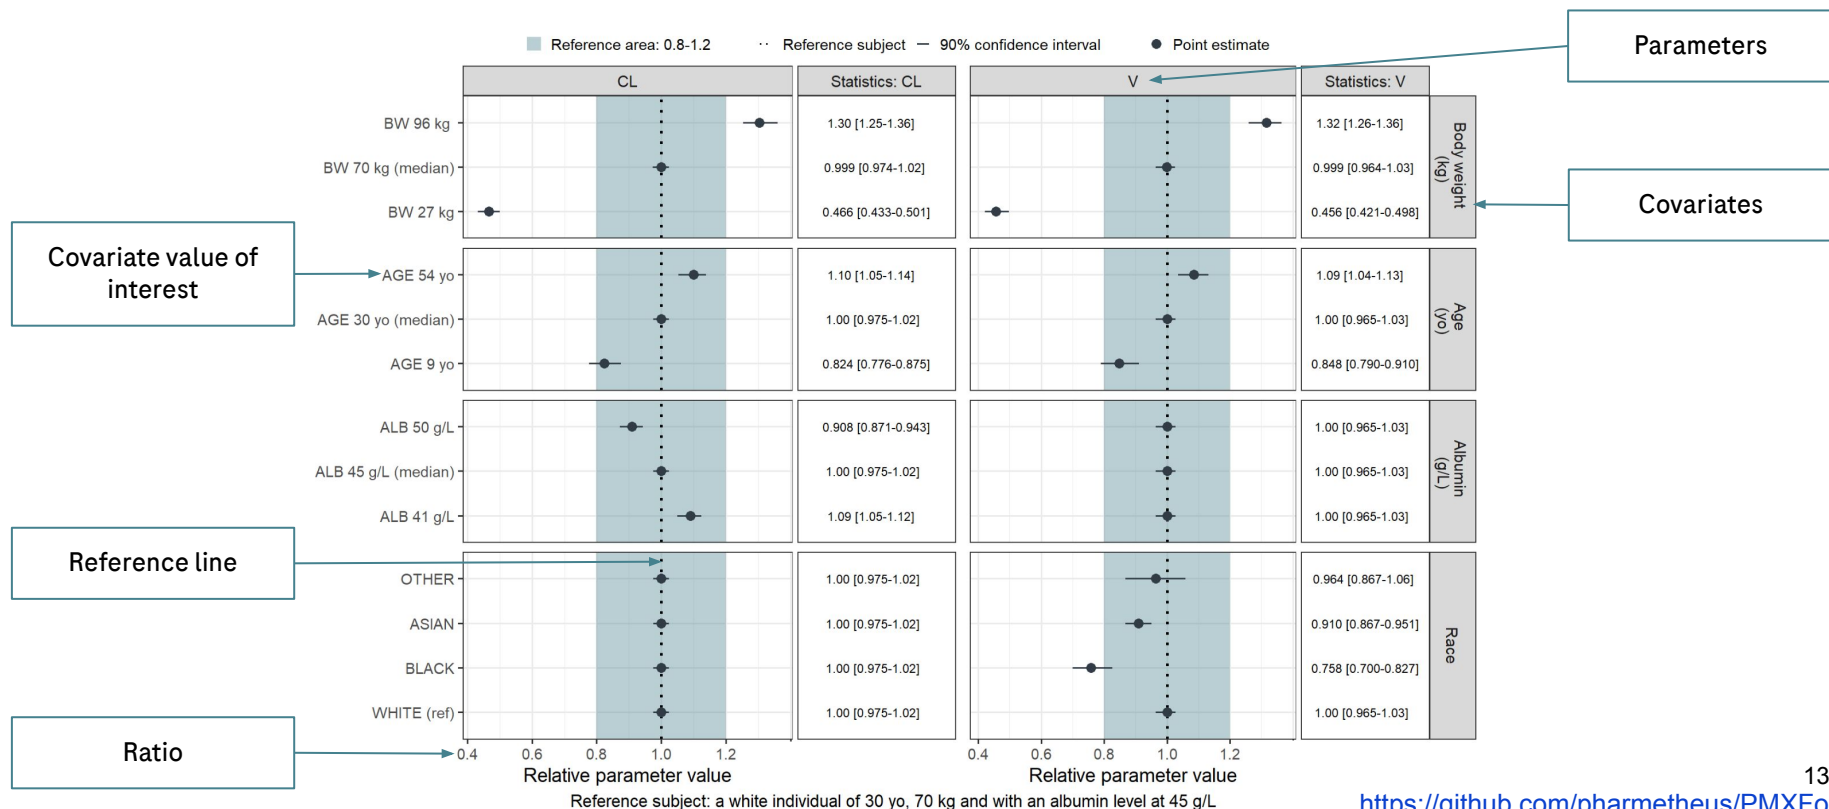 Reference area: 0.8-1.2 Reference subject 90% confidence interval Point estimate
Parameters
CL Statistics: CL V Statistics: V
BW 96 kg 1.30 [1.25-1.36] 1.32 [1.26-1.36]
BW 70 kg (median) 0.999 [0.974-1.02] 0.999 [0.964-1.03]
BW 27 kg 0.466 [0.433-0.501] 0.456 [0.421-0.498]
Body weight
(kg)
Covariates
Covariate value of
interest
AGE 54 yo 1.10 [1.05-1.14] 1.09 [1.04-1.13]
AGE 30 yo (median) 1.00 [0.975-1.02] 1.00 [0.965-1.03]
AGE 9 yo 0.824 [0.776-0.875] 0.848 [0.790-0.910]
Age
(yo)
ALB 50 g/L 0.908 [0.871-0.943] 1.00 [0.965-1.03]
ALB 45 g/L (median) 1.00 [0.975-1.02] 1.00 [0.965-1.03]
ALB 41 g/L 1.09 [1.05-1.12] 1.00 [0.965-1.03]
Albumin
(g/L)
Reference line
OTHER 1.00 [0.975-1.02] 0.964 [0.867-1.06]
ASIAN 1.00 [0.975-1.02] 0.910 [0.867-0.951]
BLACK 1.00 [0.975-1.02] 0.758 [0.700-0.827]
WHITE (ref) 1.00 [0.975-1.02] 1.00 [0.965-1.03]
Race
Ratio
0.4 0.6 0.8 1.0 1.2 0.4 0.6 0.8 1.0 1.2
Relative parameter value Relative parameter value
Reference subject: a white individual of 30 yo, 70 kg and with an albumin level at 45 g/L
13
https://github.com/pharmetheus/PMXFo